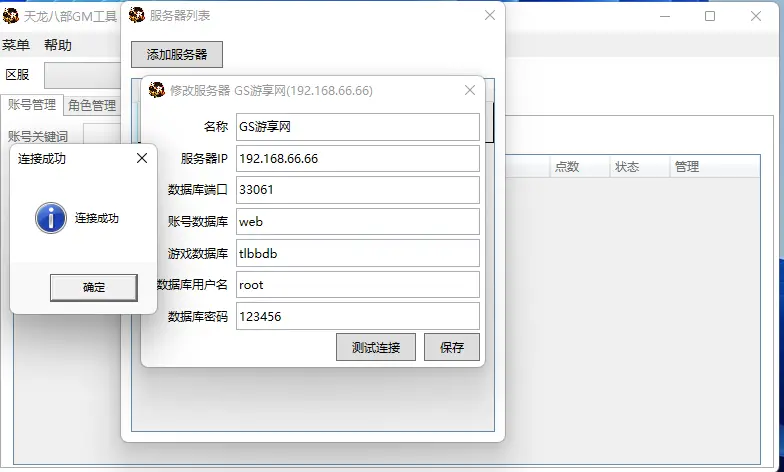 天龙八部GM工具
菜单 帮助
区服
账号管理 角色管理
账号关键词
点数 状态 管理
服务器列表
添加服务器
修改服务器 GS游享网(192.168.66.66)
名称 GS游享网
服务器IP 192.168.66.66
数据库端口 33061
账号数据库 web
游戏数据库 tlbbdb
数据库用户名 root
数据库密码 123456
测试连接 保存
连接成功
连接成功
确定